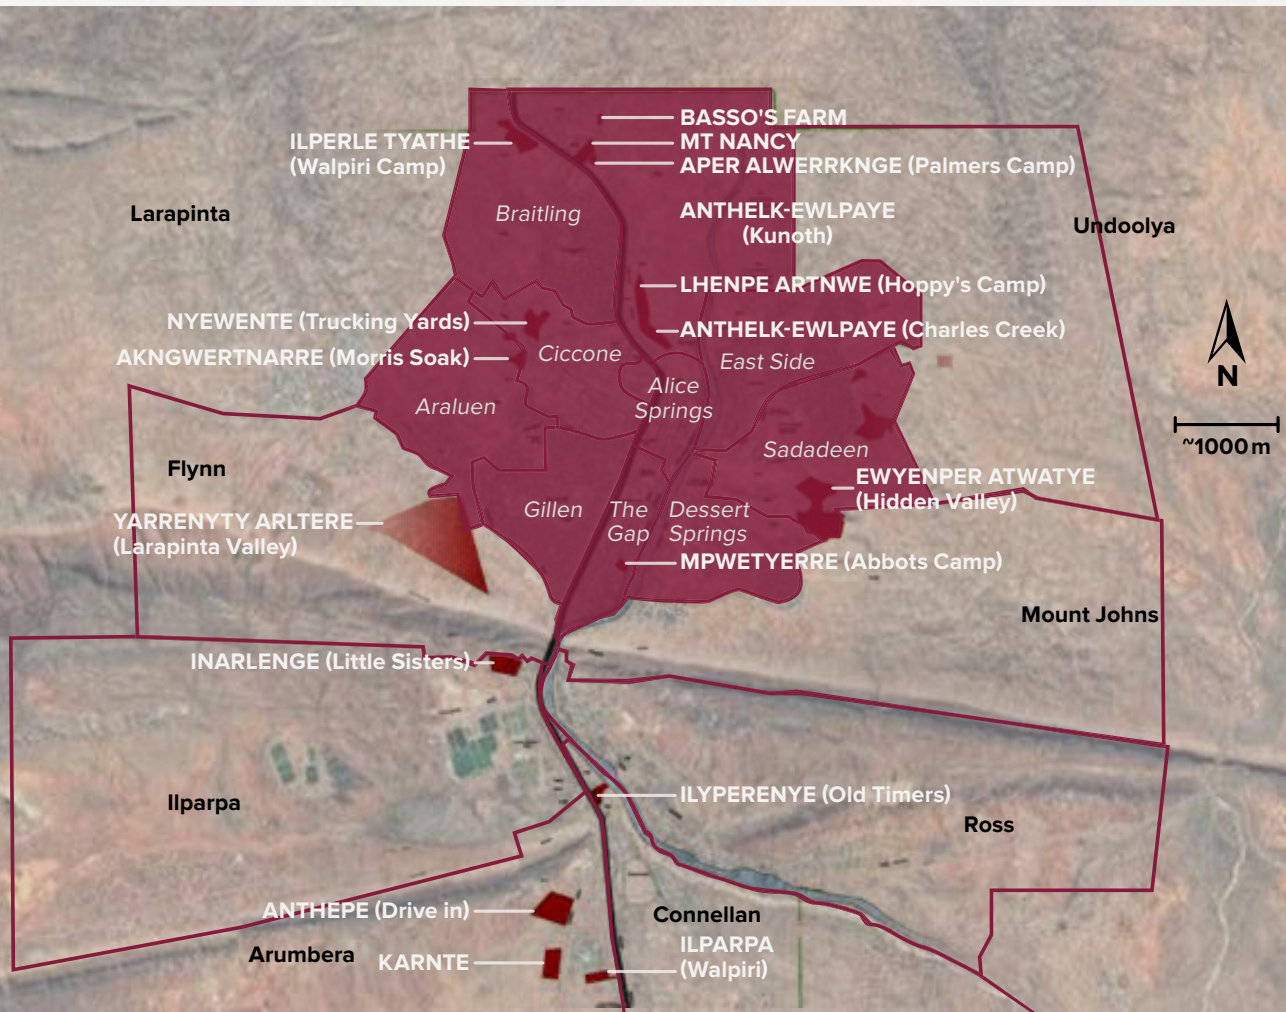 BASSO'S FARM
ILPERLE TYATHE
(Walpiri Camp)
MT NANCY
APER ALWERRKNGE (Palmers Camp)
Larapinta
Braitling
ANTHELK-EWLPAYE
(Kunoth)
Undoolya
LHENPE ARTNWE (Hoppy's Camp)
NYEWENTE (Trucking Yards)
ANTHELK-EWLPAYE (Charles Creek)
AKNGWERTNARRE (Morris Soak)
Ciccone
East Side
Alice
Springs
N
Araluen
~1000 m
Sadadeen
Flynn
EWYENPER ATWATYE
(Hidden Valley)
YARRENYTY ARLTERE
(Larapinta Valley)
Gillen
The
Gap
Dessert
Springs
MPWETYERRE (Abbots Camp)
Mount Johns
INARLENGE (Little Sisters)
Ilparpa
ILYPERENYE (Old Timers)
Ross
ANTHEPE (Drive in)
Connellan
Arumbera
KARNTE
ILPARPA
(Walpiri)